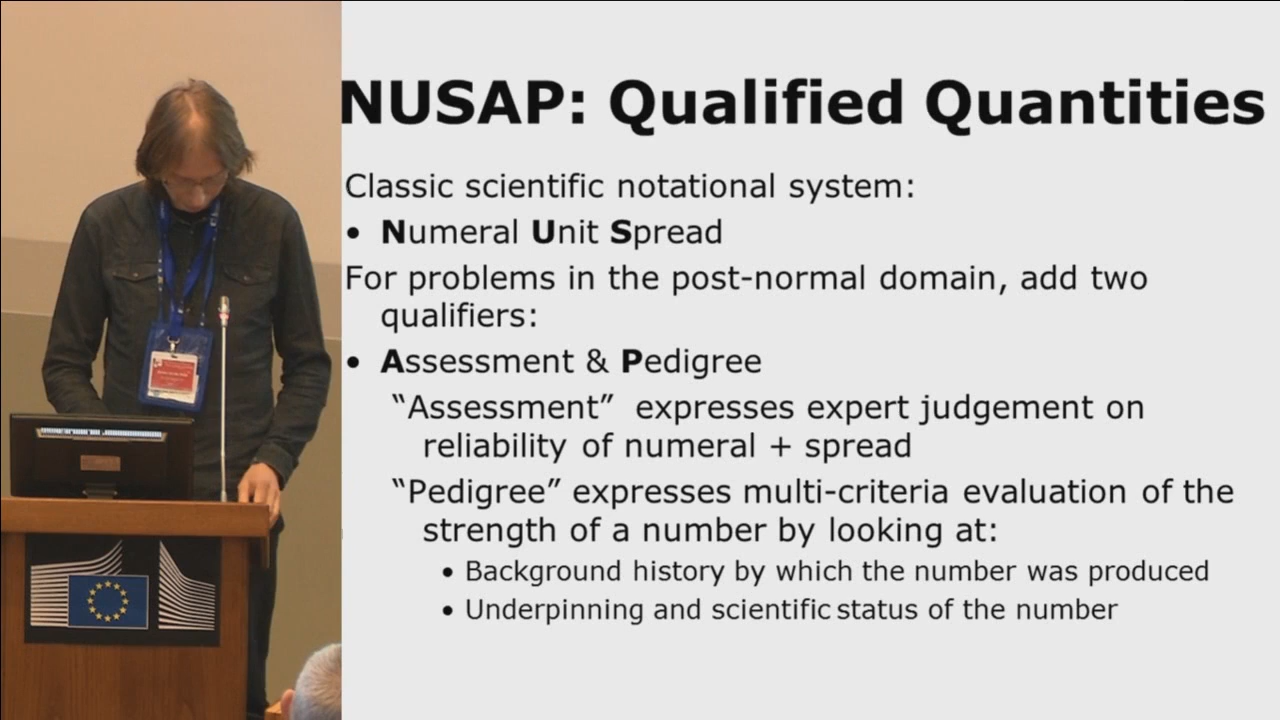 NUSAP: Qualified Quantities
Classic scientific notational system:
• Numeral Unit Spread
For problems in the post-normal domain, add two
qualifiers:
• Assessment & Pedigree
“Assessment” expresses expert judgement on
reliability of numeral + spread
“Pedigree” expresses multi-criteria evaluation of the
strength of a number by looking at:
• Background history by which the number was produced
• Underpinning and scientific status of the number